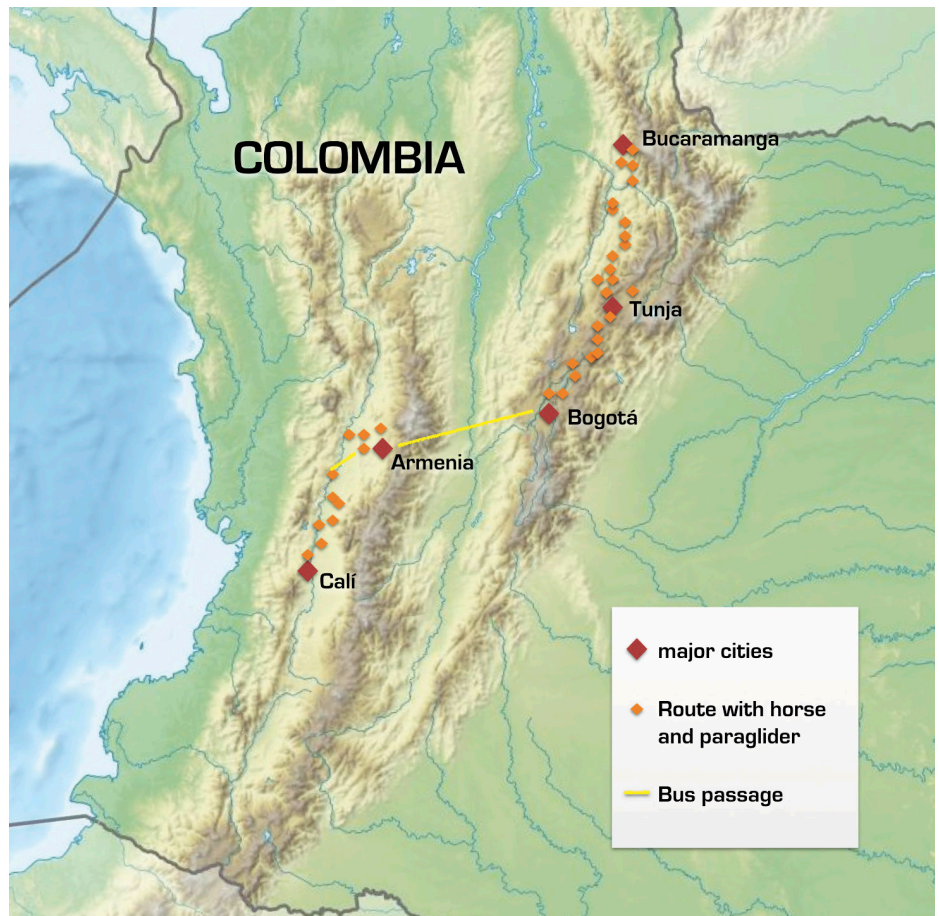 COLOMBIA
Bucaramanga
Tunja
Bogotá
Armenia
Calí
major cities
Route with horse
and paraglider
Bus passage